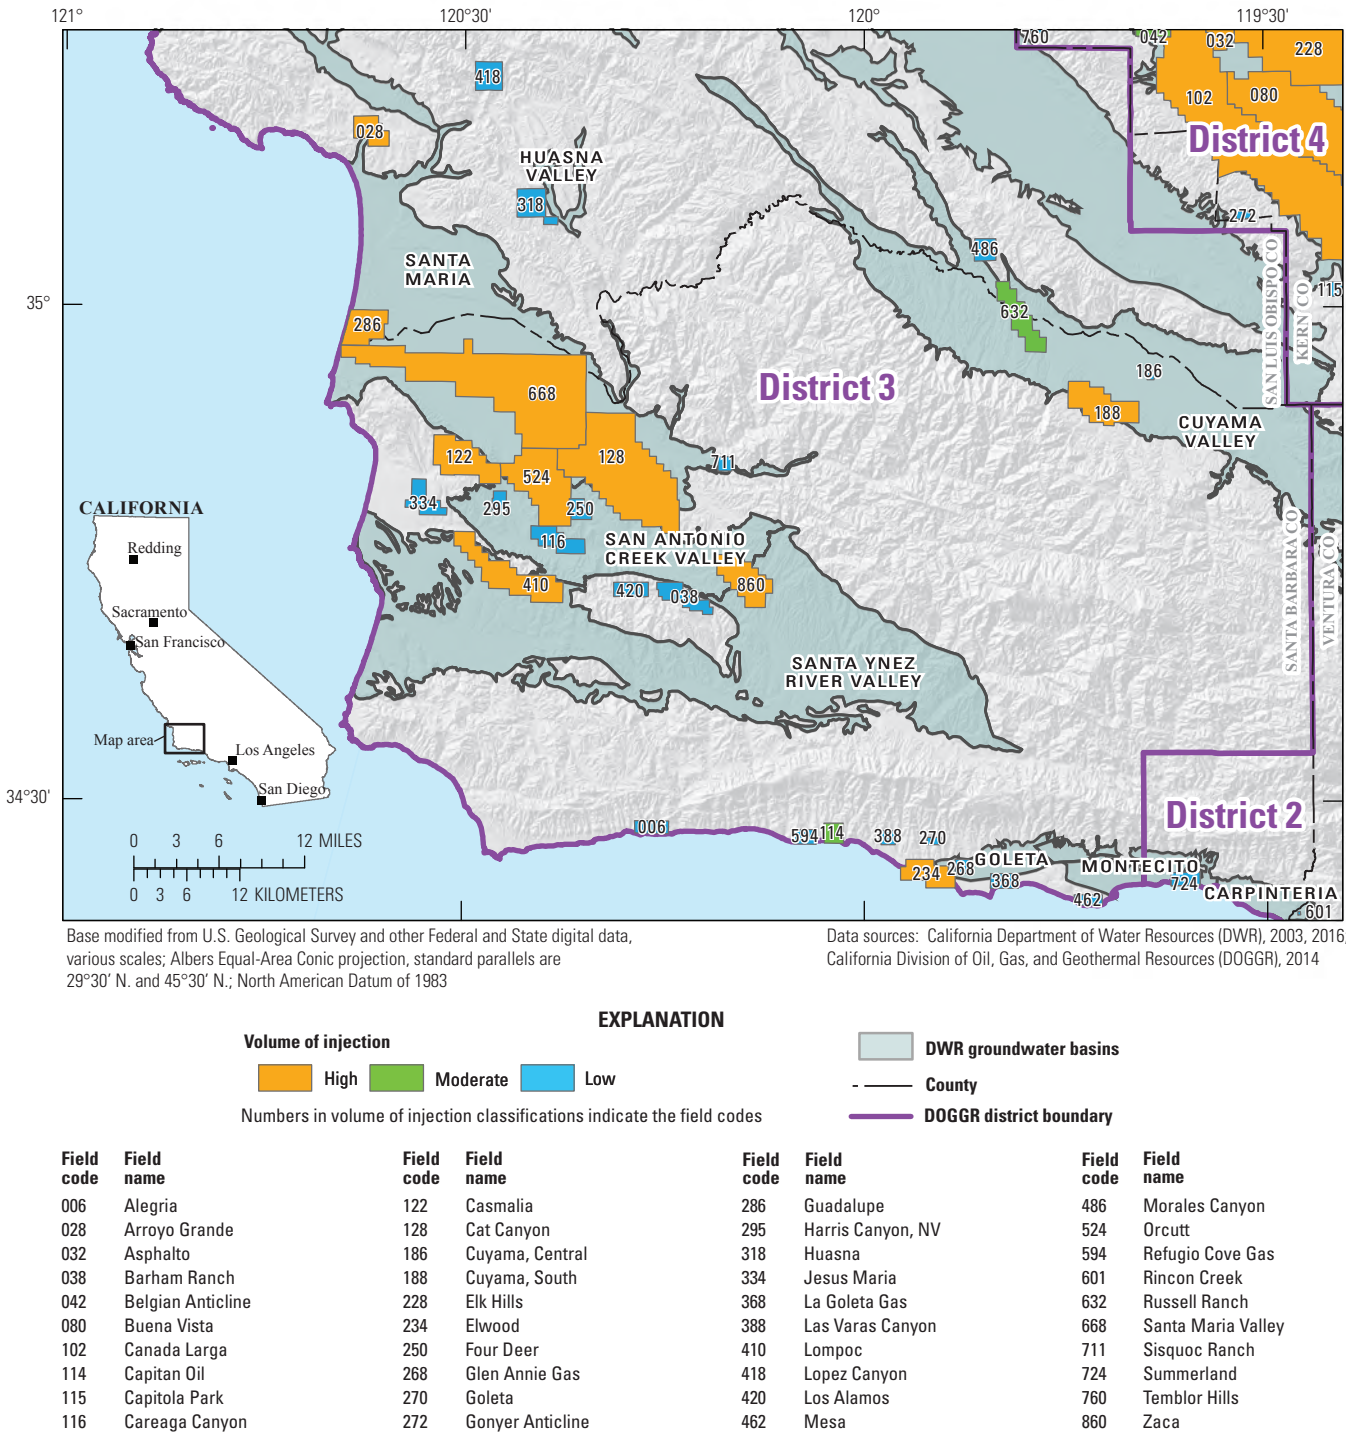 121°
120°30'
120°
119°30'
760
042
032
228
418
102
080
028
District 4
HUASNA
VALLEY
318
272
486
SANTA
MARIA
35°
115
632
286
SAN LUIS OBISPO CO
KERN CO
186
668
District 3
188
CUYAMA
VALLEY
122
128
711
524
334
295
250
CALIFORNIA
116
SAN ANTONIO
CREEK VALLEY
SANTA BARBARA CO
VENTURA CO
Redding
410
420
038
860
Sacramento
San Francisco
SANTA YNEZ
RIVER VALLEY
Map area
Los Angeles
San Diego
34°30'
District 2
006
594
114
388
270
0 3 6 12 MILES
0 3 6 12 KILOMETERS
234
268
GOLETA
368
MONTECITO
462
724
CARPINTERIA
601
Base modified from U.S. Geological Survey and other Federal and State digital data,
various scales; Albers Equal-Area Conic projection, standard parallels are
29°30′ N. and 45°30′ N.; North American Datum of 1983
Data sources: California Department of Water Resources (DWR), 2003, 2016;
California Division of Oil, Gas, and Geothermal Resources (DOGGR), 2014
EXPLANATION
Volume of injection
High
Moderate
Low
Numbers in volume of injection classifications indicate the field codes
DWR groundwater basins
County
DOGGR district boundary
Field code Field name
006 Alegria
028 Arroyo Grande
032 Asphalto
038 Barham Ranch
042 Belgian Anticline
080 Buena Vista
102 Canada Larga
114 Capitan Oil
115 Capitola Park
116 Careaga Canyon
Field code Field name
122 Casmalia
128 Cat Canyon
186 Cuyama, Central
188 Cuyama, South
228 Elk Hills
234 Elwood
250 Four Deer
268 Glen Annie Gas
270 Goleta
272 Gonyer Anticline
Field code Field name
286 Guadalupe
295 Harris Canyon, NV
318 Huasna
334 Jesus Maria
368 La Goleta Gas
388 Las Varas Canyon
410 Lompoc
418 Lopez Canyon
420 Los Alamos
462 Mesa
Field code Field name
486 Morales Canyon
524 Orcutt
594 Refugio Cove Gas
601 Rincon Creek
632 Russell Ranch
668 Santa Maria Valley
711 Sisquoc Ranch
724 Summerland
760 Temblor Hills
860 Zaca